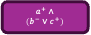 a⁺ ∧
(b⁻ ∨ c⁺)